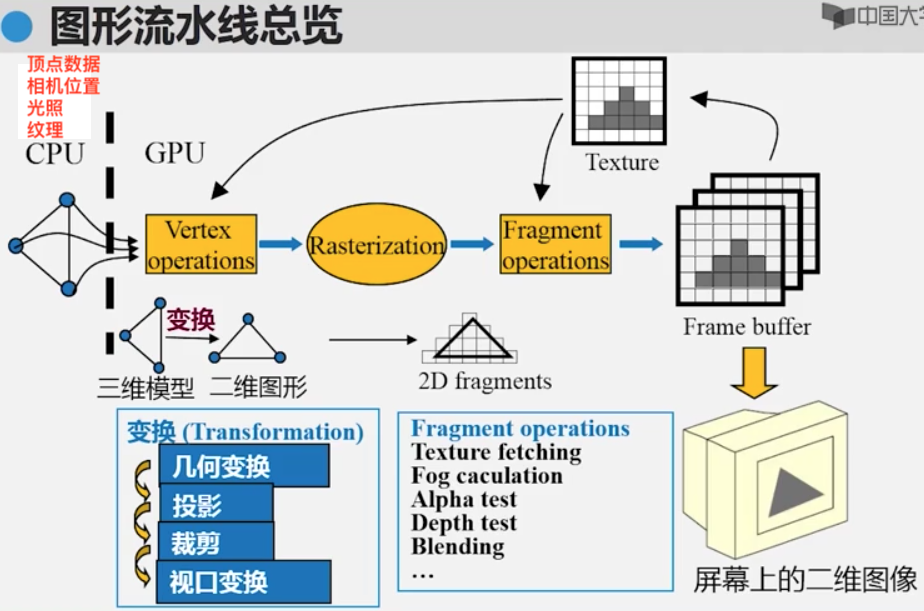 图形流水线总览
中国大
顶点数据
相机位置
光照
纹理
CPU
GPU
Texture
Vertex
operations
Rasterization
Fragment
operations
Frame buffer
变换
三维模型
二维图形
2D fragments
变换 (Transformation)
几何变换
投影
裁剪
视口变换
Fragment operations
Texture fetching
Fog caculation
Alpha test
Depth test
Blending
...
屏幕上的二维图像